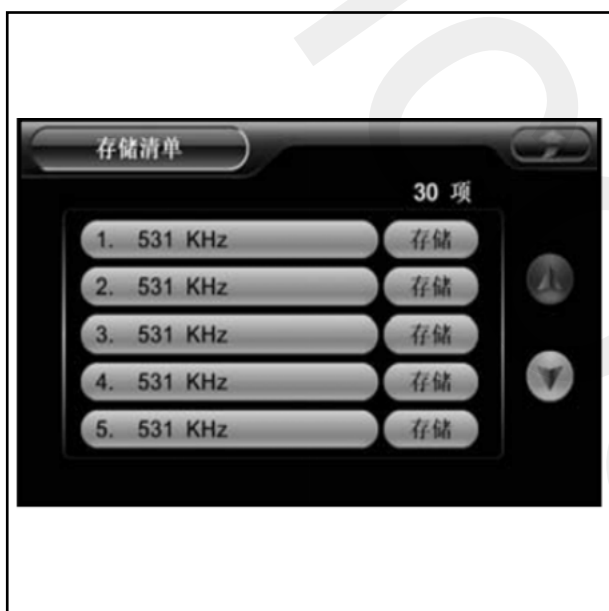 存储清单
30 项
1. 531 KHz 存储
2. 531 KHz 存储
3. 531 KHz 存储
4. 531 KHz 存储
5. 531 KHz 存储